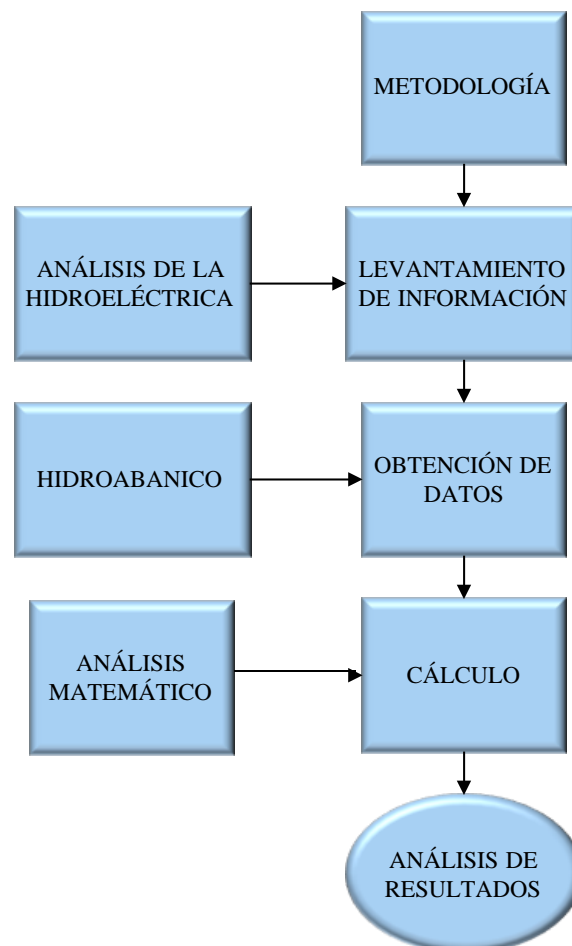 METODOLOGÍA
ANÁLISIS DE LA
HIDROELÉCTRICA
LEVANTAMIENTO
DE INFORMACIÓN
HIDROABANICO
OBTENCIÓN DE
DATOS
ANÁLISIS
MATEMÁTICO
CÁLCULO
ANÁLISIS DE
RESULTADOS